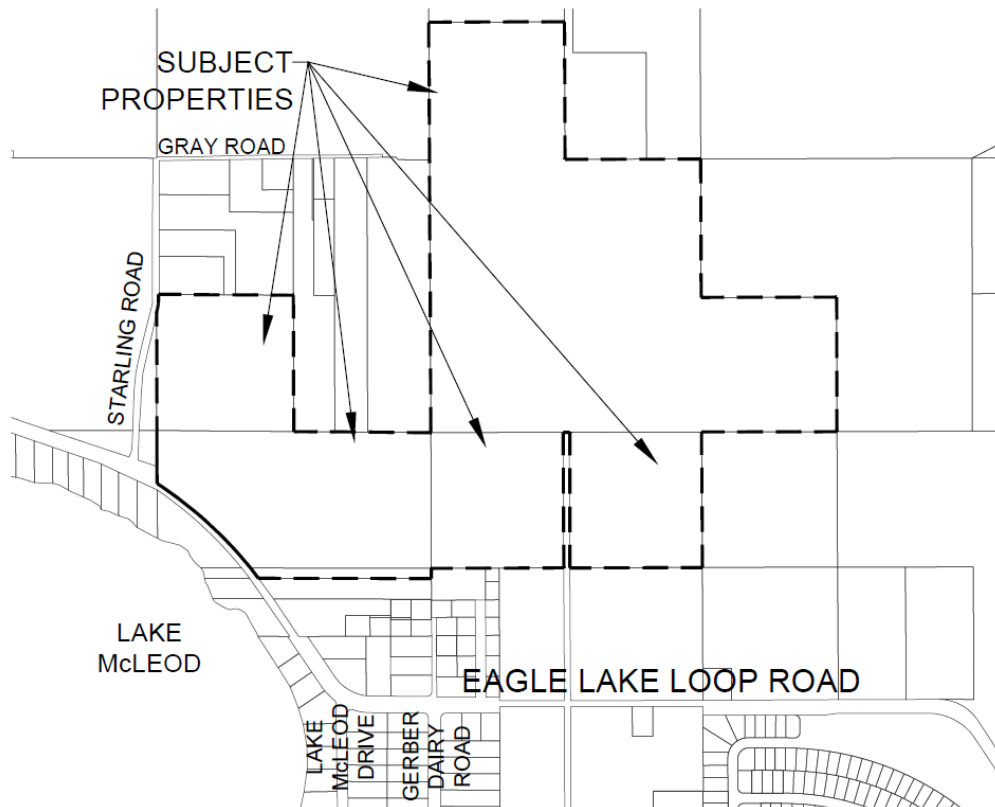 SUBJECT
PROPERTIES
GRAY ROAD
STARLING ROAD
LAKE
McLEOD
EAGLE LAKE LOOP ROAD
LAKE
McLEOD
DRIVE
GERBER
DAIRY
ROAD